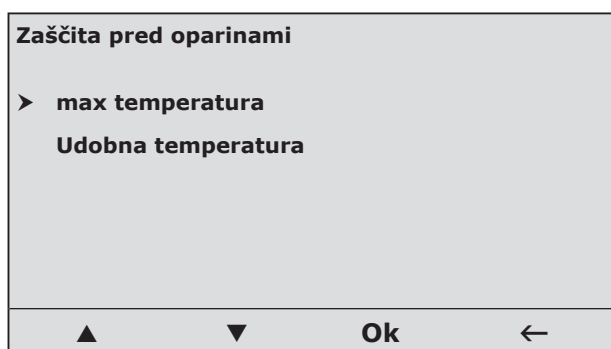 Zaščita pred oparinami
➤ max temperatura
Udobna temperatura
▲ ▼ Ok ←